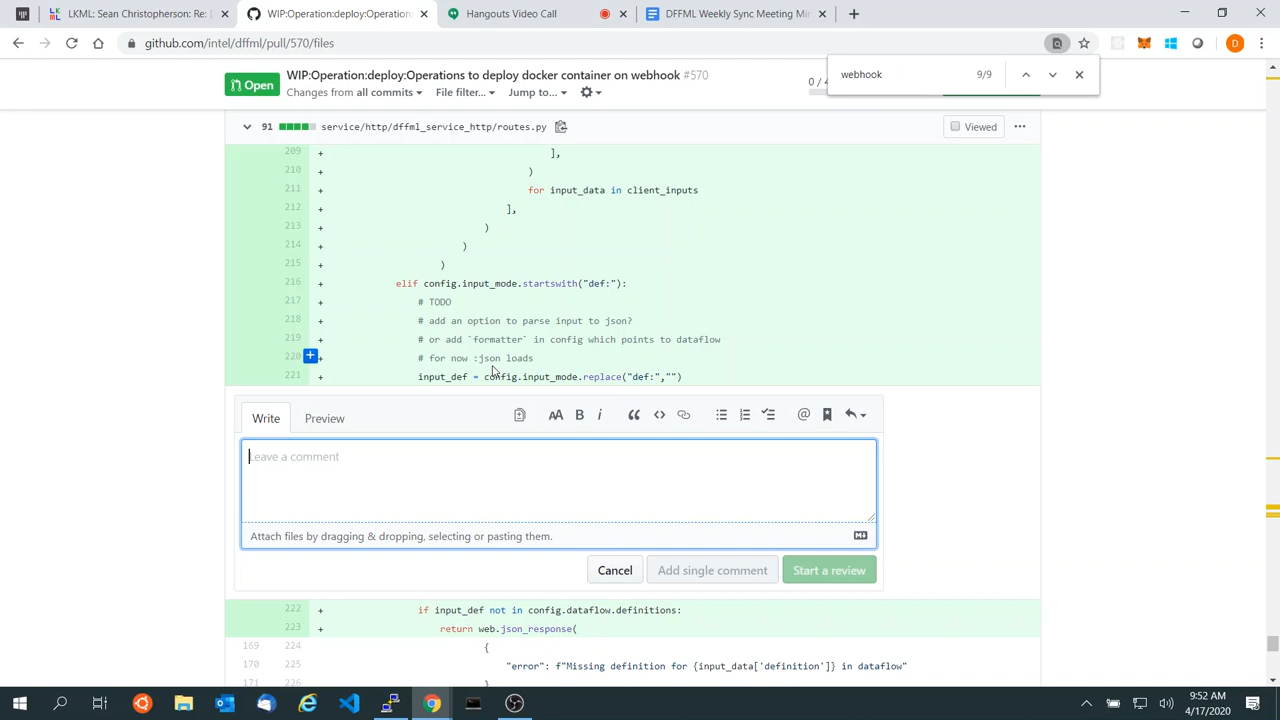 LKML: Sean Christopherson: Re: [
WIP:Operation:deploy:Operations
Hangouts Video Call
DFFML Weekly Sync Meeting Min
github.com/intel/dffml/pull/570/files
D
webhook
9/9
Open
WIP:Operation:deploy:Operations to deploy docker container on webhook #570
Changes from all commits
File filter...
Jump to...
0 / 4
91
service/http/dffml_service_http/routes.py
Viewed
209 + ],
210 + )
211 + for input_data in client_inputs
212 + ],
213 + )
214 + )
215 + )
216 + elif config.input_mode.startswith("def:"):
217 + # TODO
218 + # add an option to parse input to json?
219 + # or add `formatter` in config which points to dataflow
220 + # for now :json loads
221 + input_def = config.input_mode.replace("def:","")
Write
Preview
Leave a comment
Attach files by dragging & dropping, selecting or pasting them.
Cancel
Add single comment
Start a review
222 + if input_def not in config.dataflow.definitions:
223 + return web.json_response(
169 224 {
170 225 "error": f"Missing definition for {input_data['definition']} in dataflow"
171 226 }
9:52 AM
4/17/2020